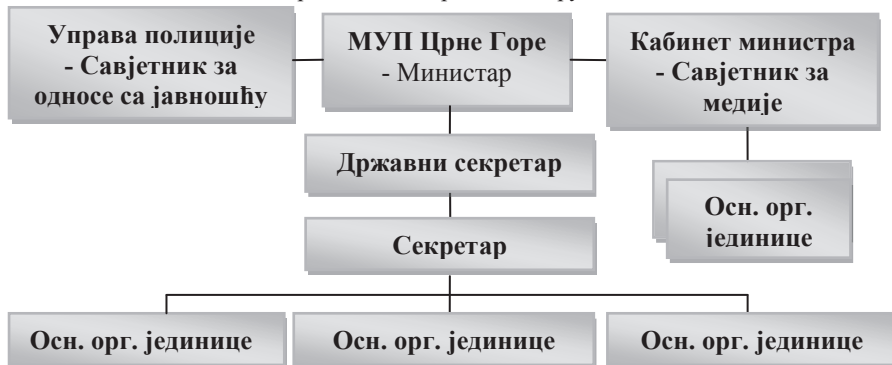 Управа полиције
- Савјетник за
односе са јавношћу
МУП Црне Горе
- Министар
Кабинет министра
- Савјетник за
медије
Државни секретар
Осн. орг.
јединице
Секретар
Осн. орг. јединице
Осн. орг. јединице
Осн. орг. јединице